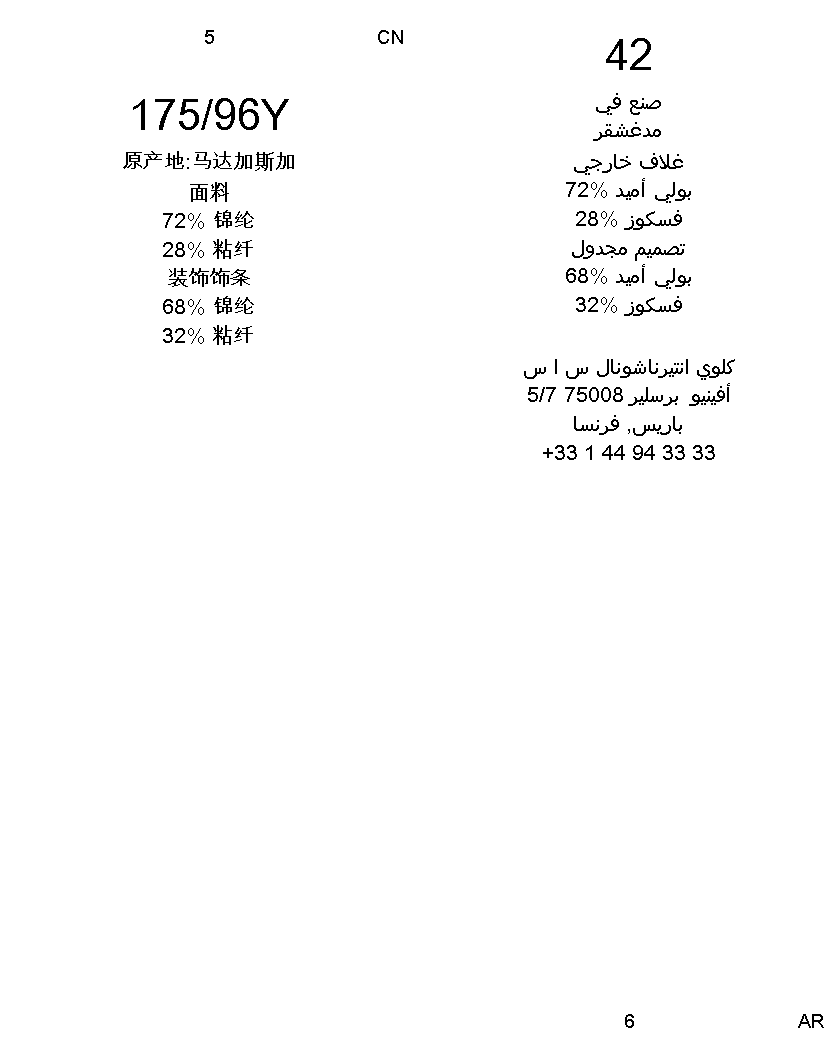 5
CN
175/96Y
原产地:马达加斯加
面料
72% 锦纶
28% 粘纤
装饰饰条
68% 锦纶
32% 粘纤
42
صنع في
مدغشقر
غلاف خارجي
بولي أميد %72
فسكوز %28
تصميم مجدول
بولي أميد %68
فسكوز %32
كلوي انتيرناشونال س ا س
أفينيو برسلير 75008 5/7
باريس, فرنسا
+33 1 44 94 33 33
6
AR